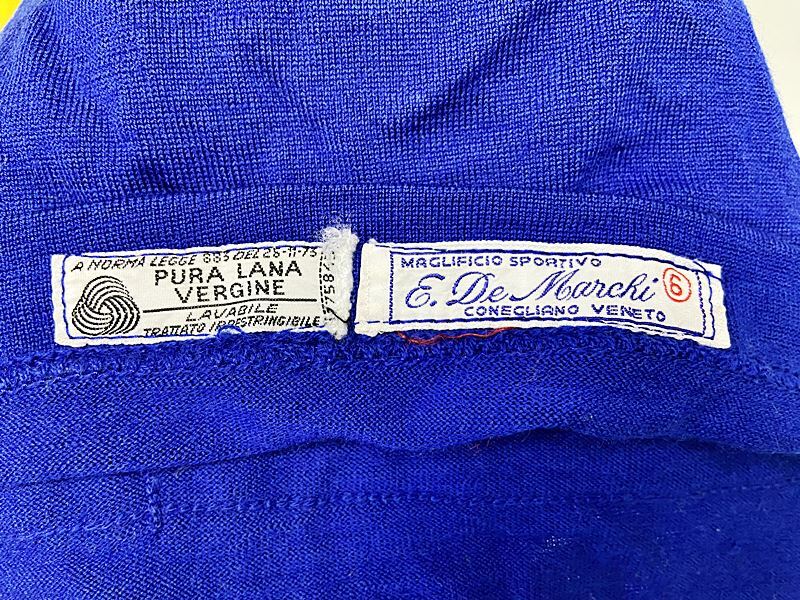 A NORMA LEGGE 883 DEL 26-11-73
PURA LANA
VERGINE
LAVABILE
TRATTATO IRRESTRINGIBILE
MAGLIFICIO SPORTIVO
E. De Marchi 6
CONEGLIANO VENETO